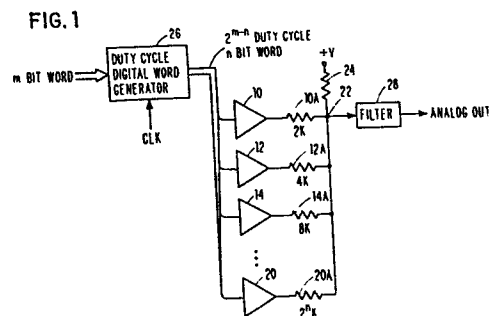 FIG. 1
26
DUTY CYCLE
DIGITAL WORD
GENERATOR
m BIT WORD
CLK
2^m-n DUTY CYCLE
n BIT WORD
+V
24
22
28
FILTER
ANALOG OUT
10
10A
2K
12
12A
4K
14
14A
8K
20
20A
2^nK